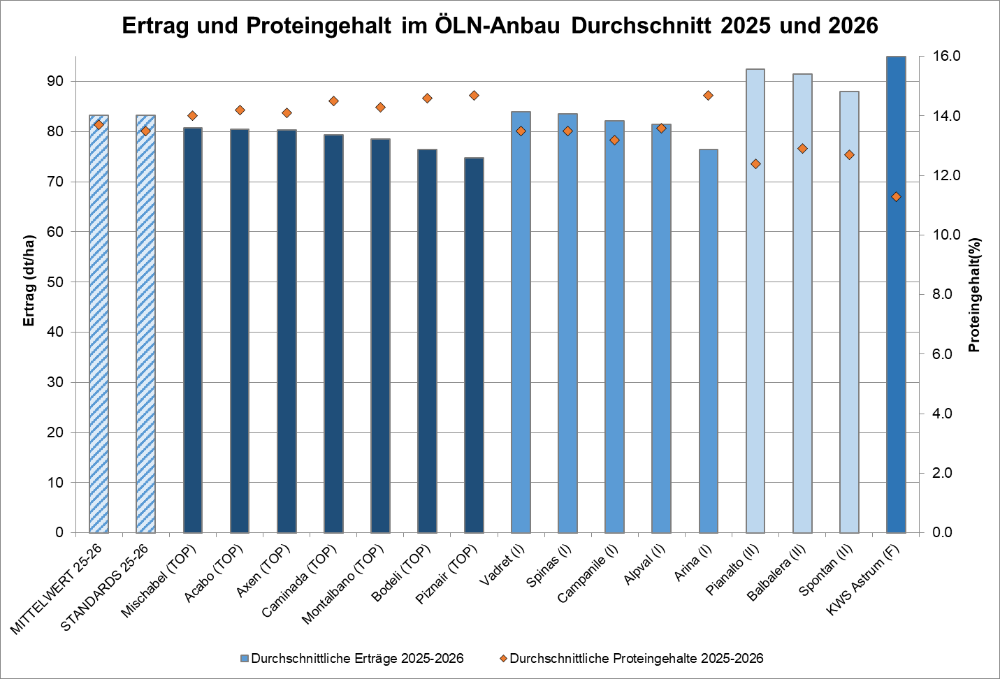 Ertrag und Proteingehalt im ÖLN-Anbau Durchschnitt 2025 und 2026
Ertrag (dt/ha)
90
80
70
60
50
40
30
20
10
0
16.0
14.0
12.0
10.0
8.0
6.0
4.0
2.0
0.0
Proteingehalt(%)
MITTELWERT 25-26
STANDARDS 25-26
Mischabel (TOP)
Acabo (TOP)
Axen (TOP)
Caminada (TOP)
Montalbano (TOP)
Bodeli (TOP)
Piznair (TOP)
Vadret (I)
Spinas (I)
Campanile (I)
Alpval (I)
Arina (I)
Pianalto (II)
Balbalera (II)
Spontan (II)
KWS Astrum (F)
Durchschnittliche Erträge 2025-2026
Durchschnittliche Proteingehalte 2025-2026